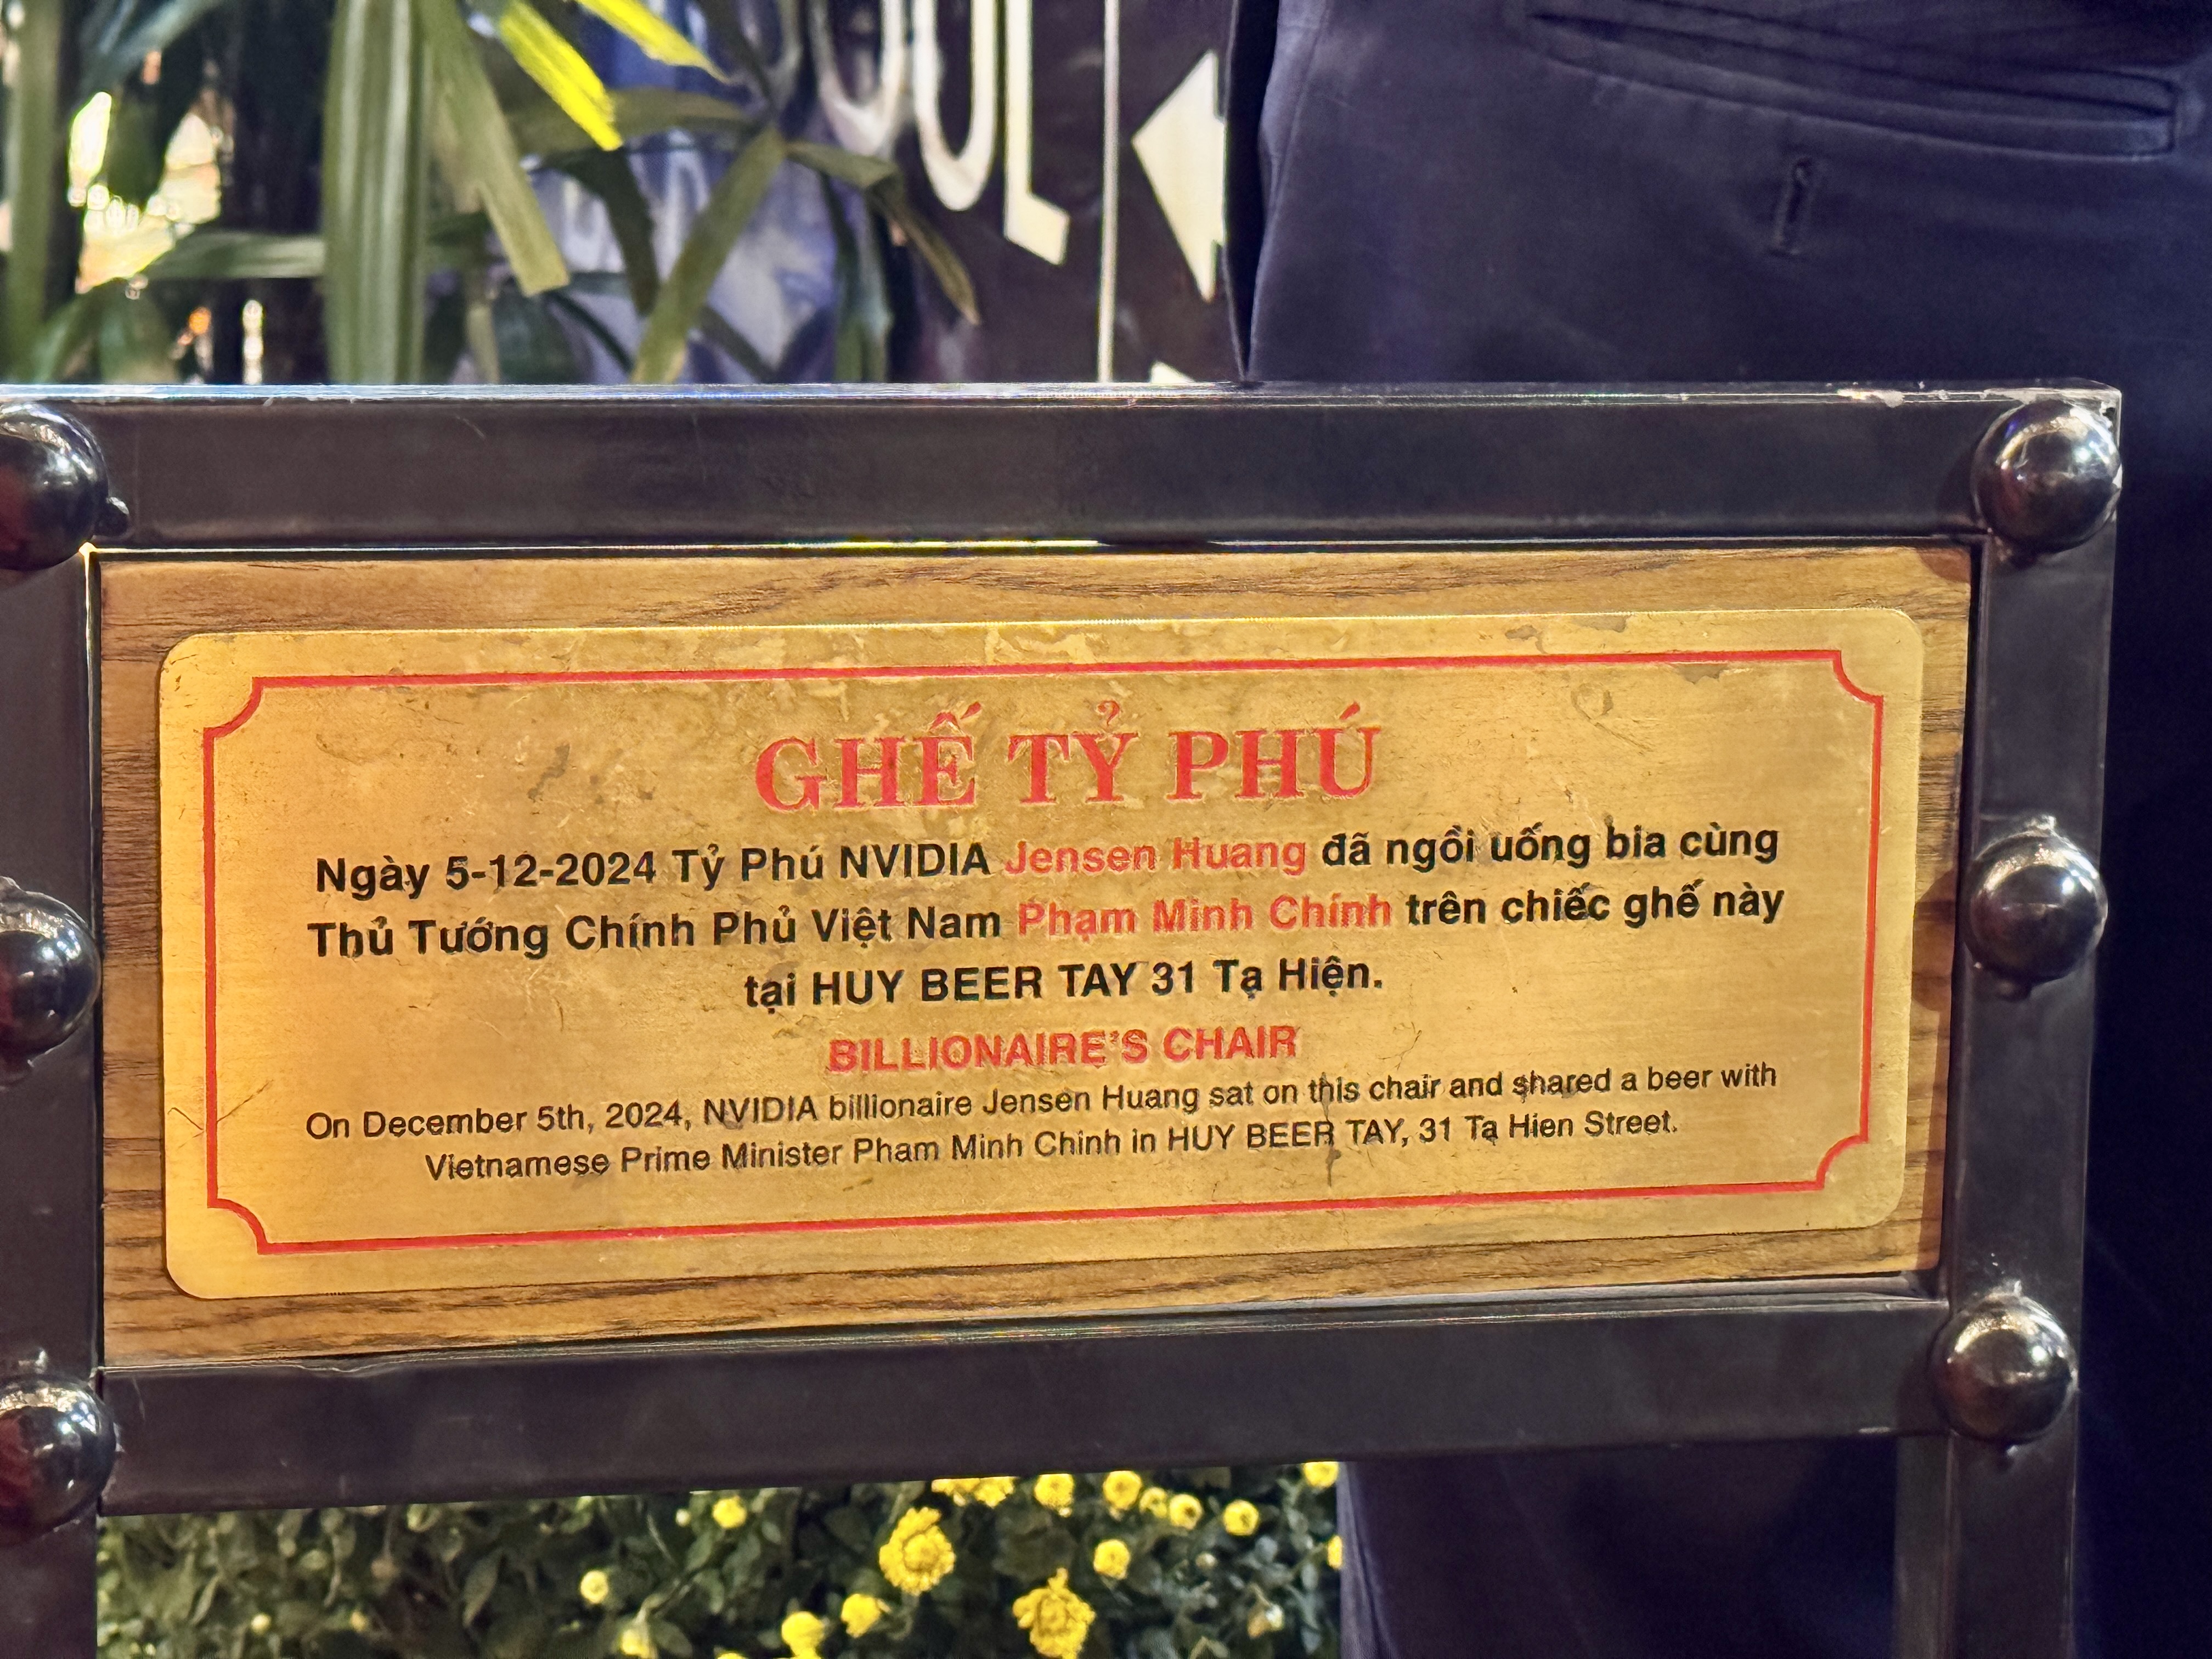 OOL
GHẾ TỶ PHÚ
Ngày 5-12-2024 Tỷ Phú NVIDIA Jensen Huang đã ngồi uống bia cùng
Thủ Tướng Chính Phủ Việt Nam Phạm Minh Chính trên chiếc ghế này
tại HUY BEER TAY 31 Tạ Hiện.
BILLIONAIRE'S CHAIR
On December 5th, 2024, NVIDIA billionaire Jensen Huang sat on this chair and shared a beer with
Vietnamese Prime Minister Pham Minh Chinh in HUY BEER TAY, 31 Tạ Hien Street.